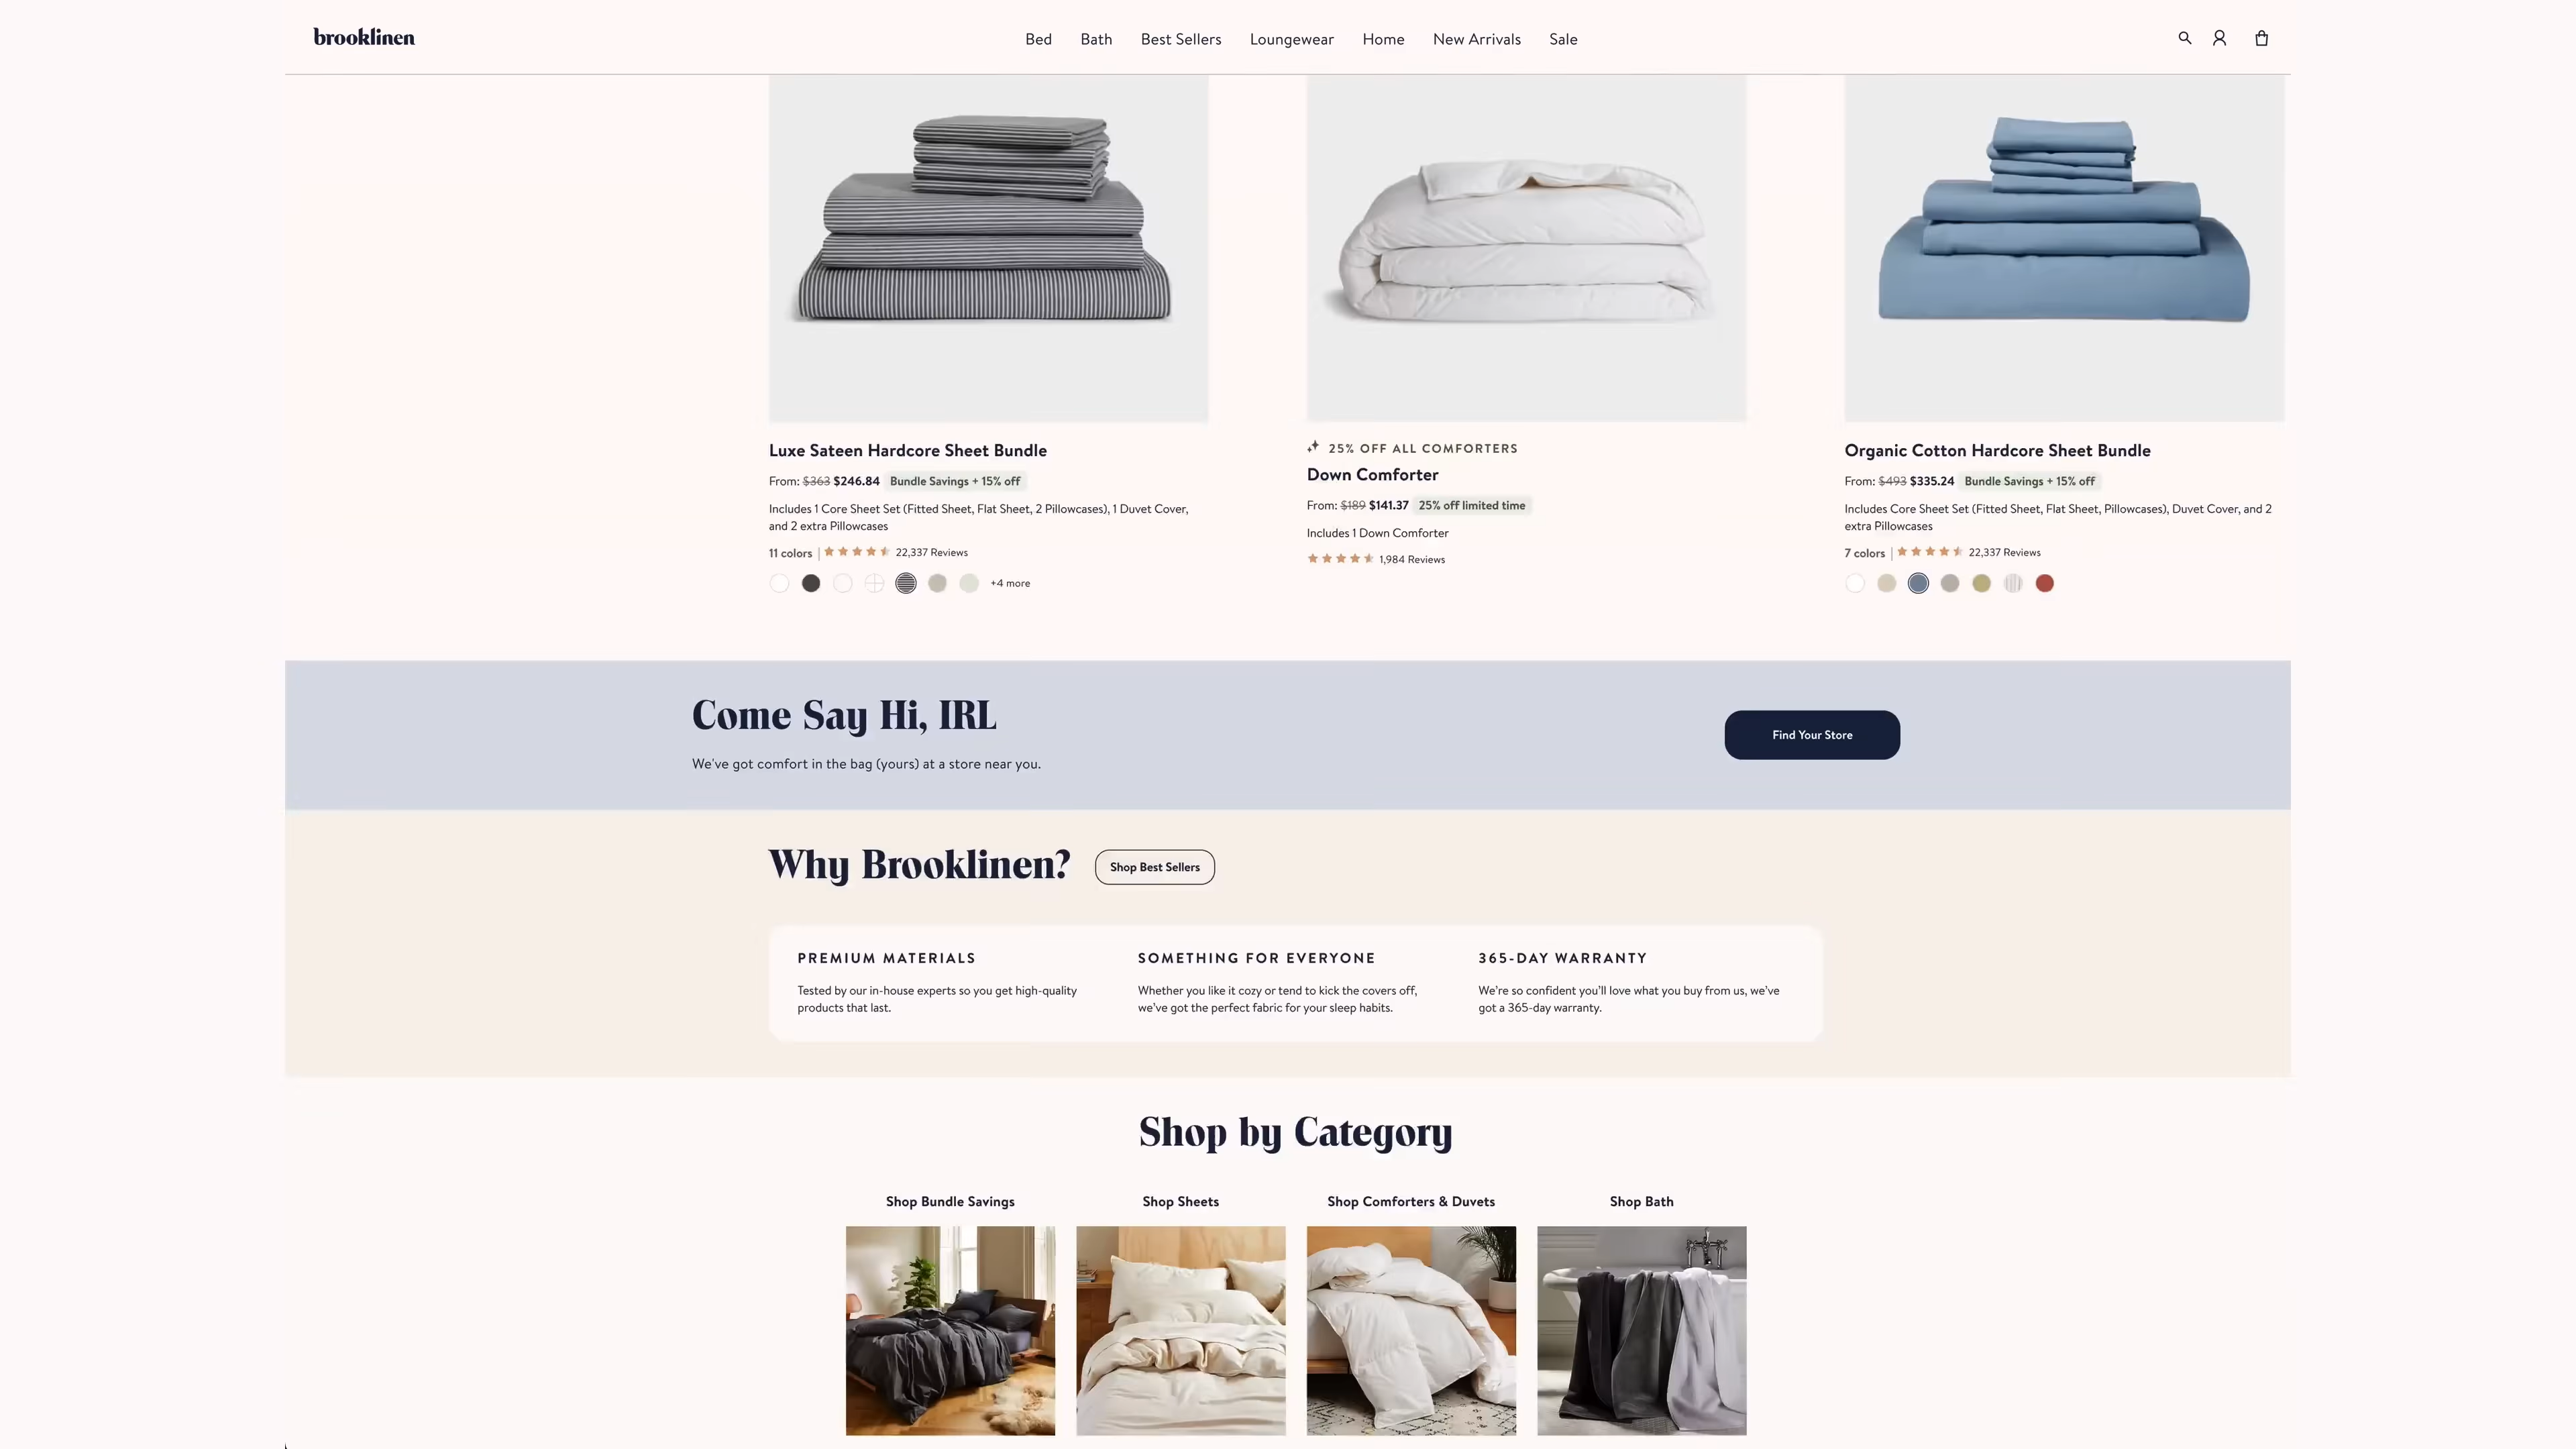 brooklinen
Bed Bath Best Sellers Loungewear Home New Arrivals Sale
Luxe Sateen Hardcore Sheet Bundle
From: $363 $246.84 Bundle Savings + 15% off
Includes 1 Core Sheet Set (Fitted Sheet, Flat Sheet, 2 Pillowcases), 1 Duvet Cover,
and 2 extra Pillowcases
11 colors | 22,337 Reviews
+4 more
25% OFF ALL COMFORTERS
Down Comforter
From: $189 $141.37 25% off limited time
Includes 1 Down Comforter
1,984 Reviews
Organic Cotton Hardcore Sheet Bundle
From: $493 $335.24 Bundle Savings + 15% off
Includes Core Sheet Set (Fitted Sheet, Flat Sheet, Pillowcases), Duvet Cover, and 2
extra Pillowcases
7 colors | 22,337 Reviews
Come Say Hi, IRL
We've got comfort in the bag (yours) at a store near you.
Find Your Store
Why Brooklinen?
Shop Best Sellers
PREMIUM MATERIALS
Tested by our in-house experts so you get high-quality
products that last.
SOMETHING FOR EVERYONE
Whether you like it cozy or tend to kick the covers off,
we've got the perfect fabric for your sleep habits.
365-DAY WARRANTY
We're so confident you'll love what you buy from us, we've
got a 365-day warranty.
Shop by Category
Shop Bundle Savings
Shop Sheets
Shop Comforters & Duvets
Shop Bath